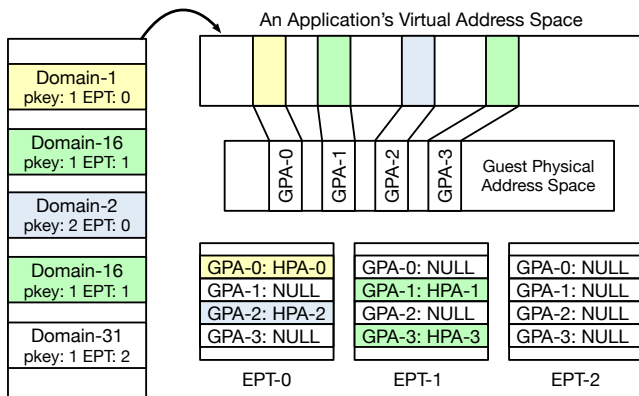 An Application's Virtual Address Space
Domain-1
pkey: 1 EPT: 0
Domain-16
pkey: 1 EPT: 1
Domain-2
pkey: 2 EPT: 0
Domain-16
pkey: 1 EPT: 1
Domain-31
pkey: 1 EPT: 2
GPA-0
GPA-1
GPA-2
GPA-3
Guest Physical
Address Space
GPA-0: HPA-0
GPA-1: NULL
GPA-2: HPA-2
GPA-3: NULL
EPT-0
GPA-0: NULL
GPA-1: HPA-1
GPA-2: NULL
GPA-3: HPA-3
EPT-1
GPA-0: NULL
GPA-1: NULL
GPA-2: NULL
GPA-3: NULL
EPT-2